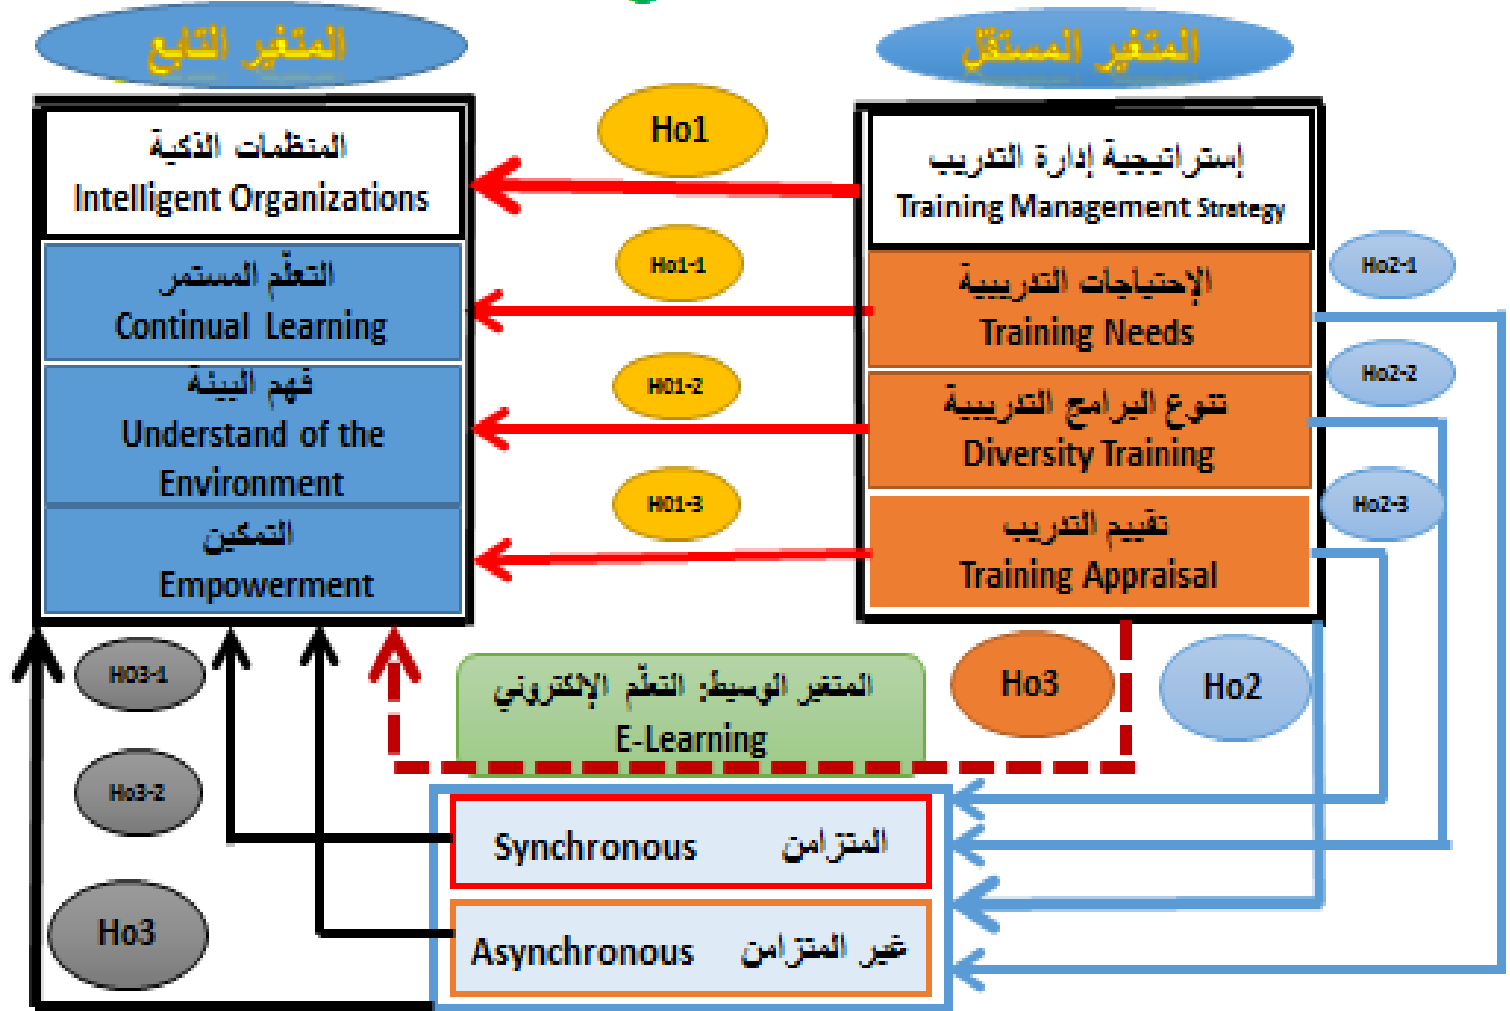 المتغير التابع
المتغير المستقل
المنظمات الذكية
Intelligent Organizations
التعلّم المستمر
Continual Learning
فهم البيئة
Understand of the
Environment
التمكين
Empowerment
Ho1
Ho1-1
H01-2
H01-3
إستراتيجية إدارة التدريب
Training Management Strategy
الإحتياجات التدريبية
Training Needs
تنوع البرامج التدريبية
Diversity Training
تقييم التدريب
Training Appraisal
Ho2-1
Ho2-2
Ho2-3
HO3-1
Ho3-2
Ho3
المتغير الوسيط: التعلّم الإلكتروني
E-Learning
Ho3
Ho2
Synchronous المتزامن
Asynchronous غير المتزامن